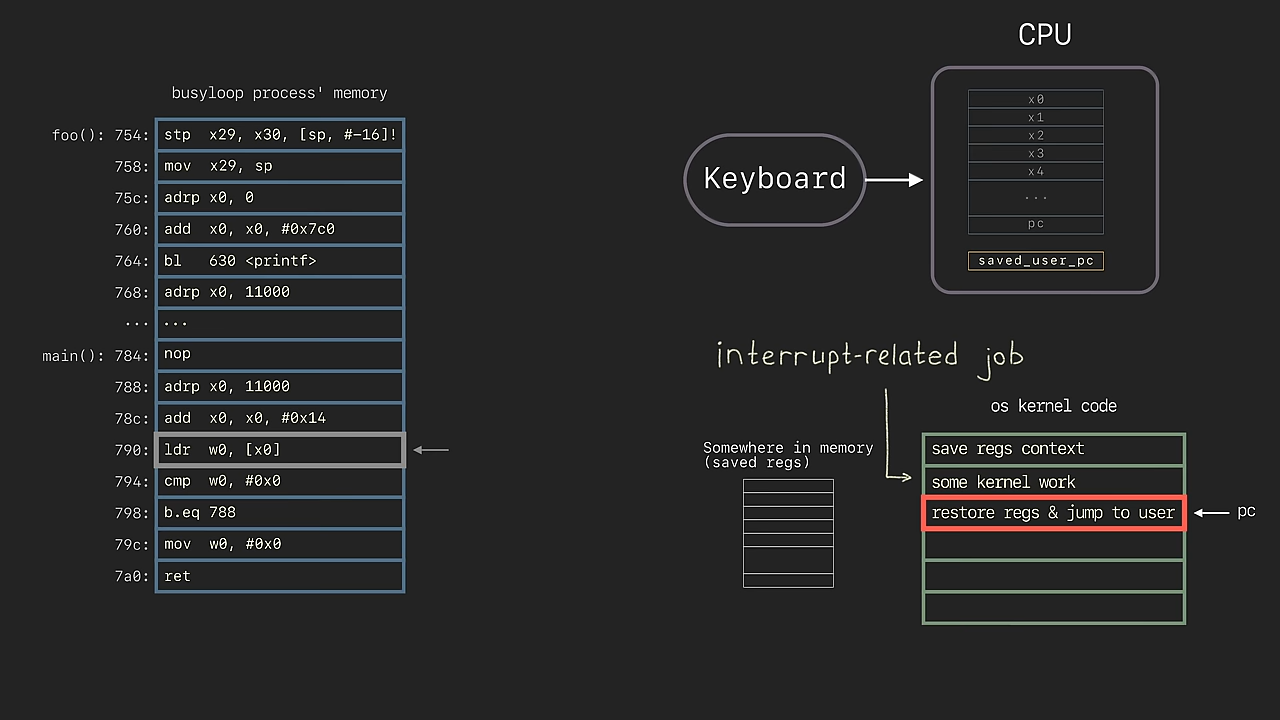 busyloop process' memory
foo(): 754: stp x29, x30, [sp, #-16]!
758: mov x29, sp
75c: adrp x0, 0
760: add x0, x0, #0x7c0
764: bl 630 <printf>
768: adrp x0, 11000
... ...
main(): 784: nop
788: adrp x0, 11000
78c: add x0, x0, #0x14
790: ldr w0, [x0]
794: cmp w0, #0x0
798: b.eq 788
79c: mov w0, #0x0
7a0: ret
CPU
Keyboard
x0
x1
x2
x3
x4
...
pc
saved_user_pc
interrupt-related job
Somewhere in memory
(saved regs)
os kernel code
save regs context
some kernel work
restore regs & jump to user
pc